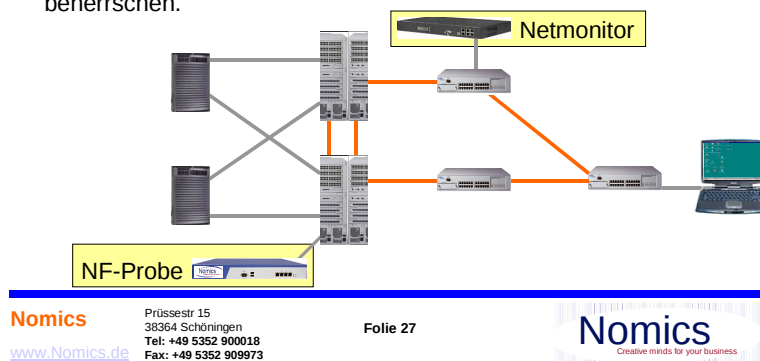 beherrschen.
Netmonitor
NF-Probe
Nomics
Nomics
www.Nomics.de
Prüssestr 15
38364 Schöningen
Tel: +49 5352 900018
Fax: +49 5352 909973
Folie 27
Nomics
Creative minds for your business